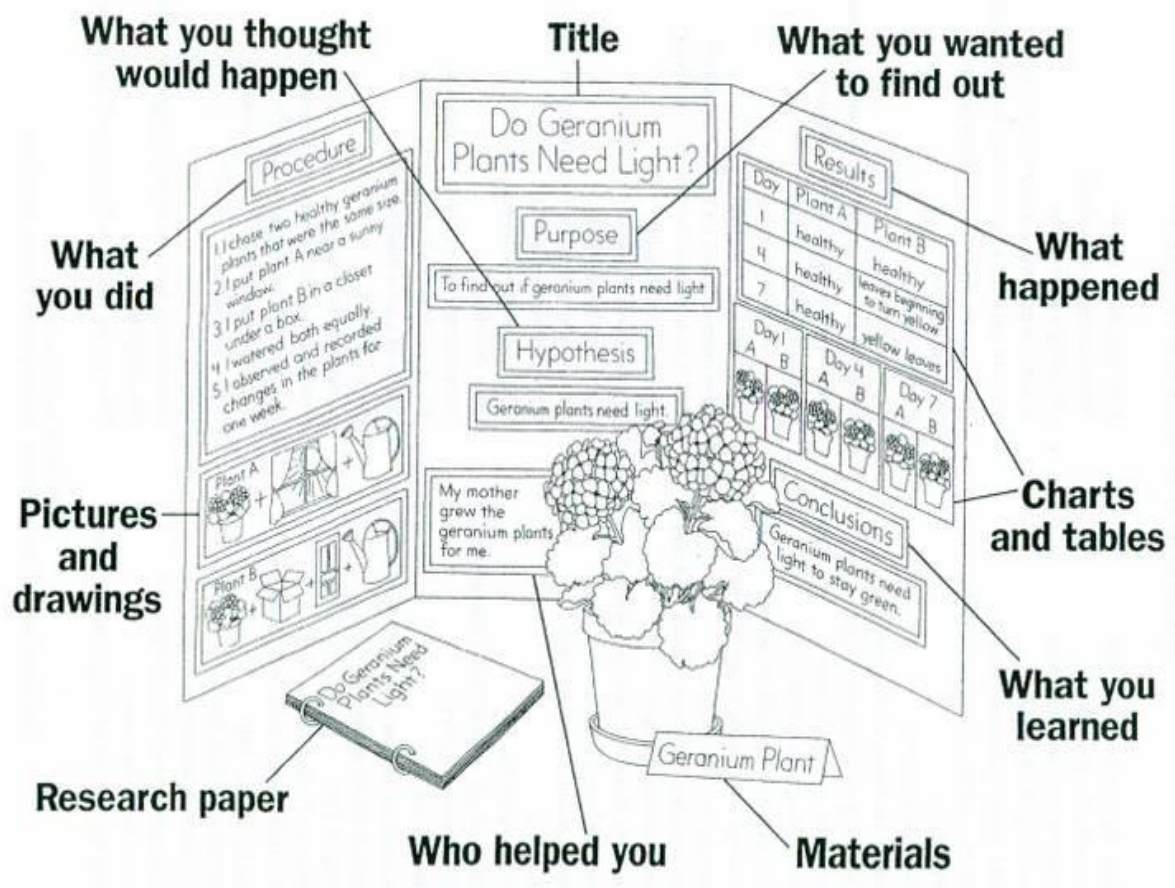 What you thought
would happen
Title
What you wanted
to find out
Procedure
1. I chose two healthy geranium
plants that were the same size.
2. I put plant A near a sunny
window.
3. I put plant B in a closet
under a box.
4. I watered both equally.
5. I observed and recorded
changes in the plants for
one week.
What
you did
Plant A
+
+
Plant B
+
+
+
Pictures
and
drawings
Do Geranium
Plants Need Light?
Purpose
To find out if geranium plants need light
Hypothesis
Geranium plants need light.
My mother
grew the
geranium plants
for me.
Results
Day Plant A Plant B
1 healthy healthy
4 healthy leaves beginning
to turn yellow
7 healthy yellow leaves
What
happened
Day 1
A B
Day 4
A B
Day 7
A B
Charts
and tables
Conclusions
Geranium plants need
light to stay green.
What you
learned
Do Geranium
Plants Need
Light?
Research paper
Geranium Plant
Who helped you
Materials